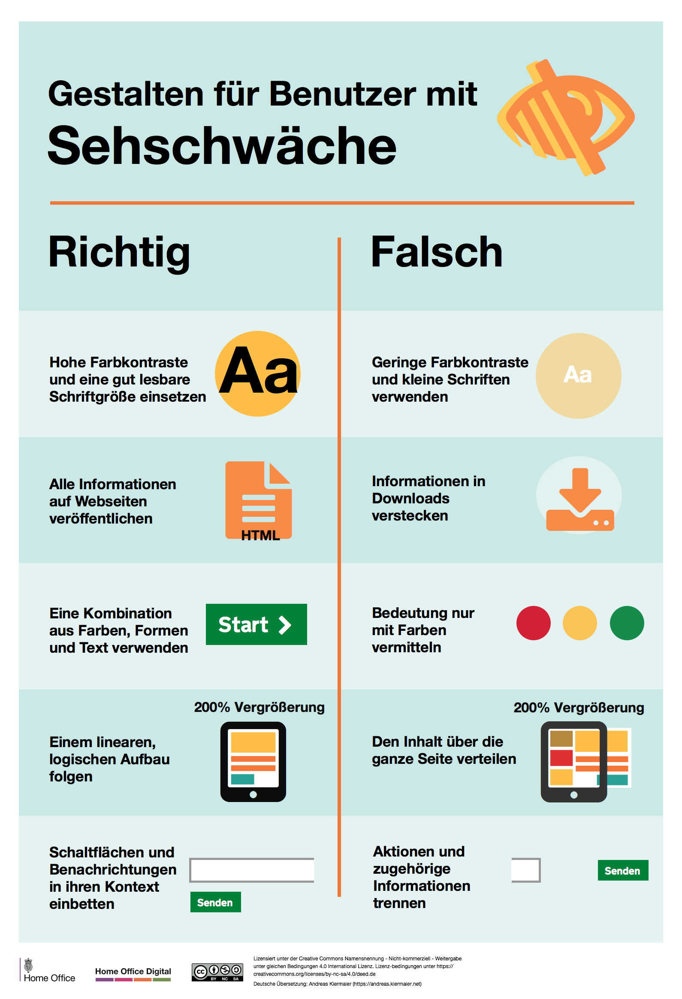 Gestalten für Benutzer mit
Sehschwäche
Richtig
Falsch
Hohe Farbkontraste
und eine gut lesbare
Schriftgröße einsetzen
Aa
Geringe Farbkontraste
und kleine Schriften
verwenden
Aa
Alle Informationen
auf Webseiten
veröffentlichen
HTML
Informationen in
Downloads
verstecken
Eine Kombination
aus Farben, Formen
und Text verwenden
Start
Bedeutung nur
mit Farben
vermitteln
200% Vergrößerung
Einem linearen,
logischen Aufbau
folgen
200% Vergrößerung
Den Inhalt über die
ganze Seite verteilen
Schaltflächen und
Benachrichtungen
in ihren Kontext
einbetten
Senden
Aktionen und
zugehörige
Informationen
trennen
Senden
Home Office
Home Office Digital
cc
BY NC SA
Lizensiert unter der Creative Commons Namensnennung - Nicht-kommerziell - Weitergabe
unter gleichen Bedingungen 4.0 International Lizenz. Lizenz-bedingungen unter https://
creativecommons.org/licenses/by-nc-sa/4.0/deed.de
Deutsche Übersetzung: Andreas Kiermaier (https://andreas.kiermaier.net)